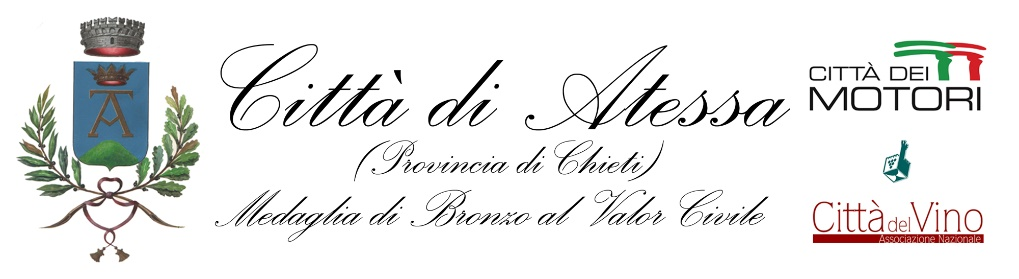 A
Città di Atessa
(Provincia di Chieti)
Medaglia di Bronzo al Valor Civile
CITTÀ DEI
MOTORI
Città del Vino
Associazione Nazionale